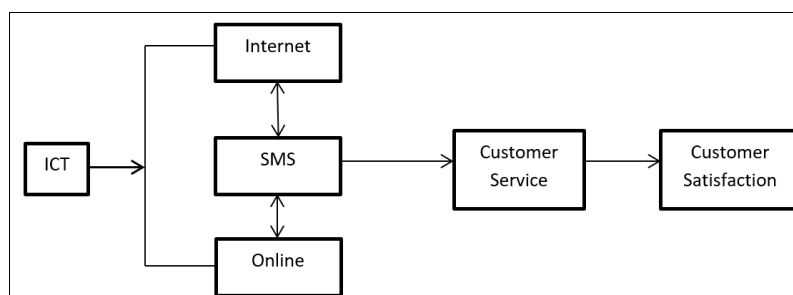 Internet
ICT
SMS
Customer
Service
Customer
Satisfaction
Online